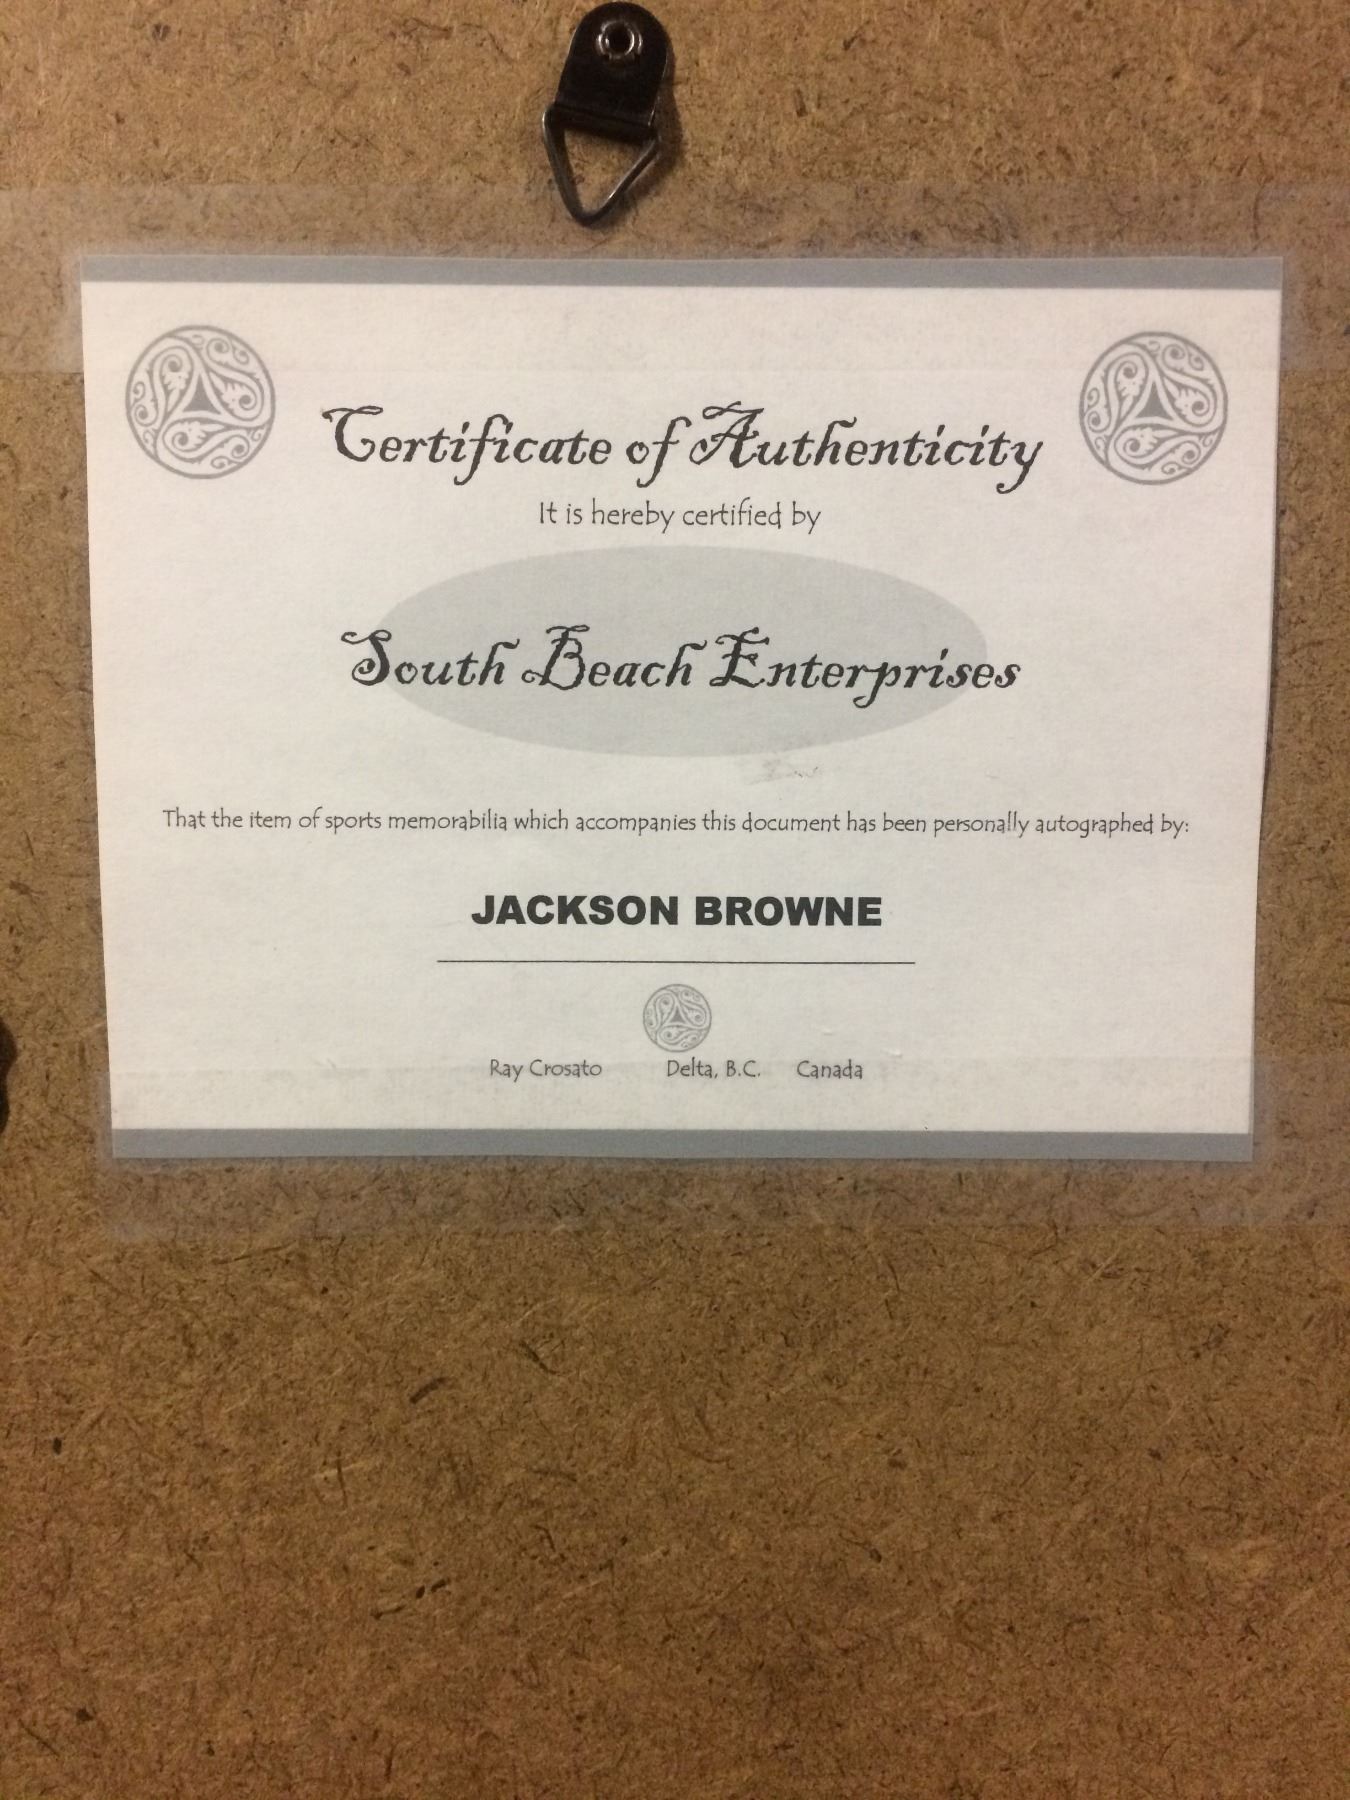 Certificate of Authenticity
It is hereby certified by
South Beach Enterprises
That the item of sports memorabilia which accompanies this document has been personally autographed by:
JACKSON BROWNE
Ray Crosato Delta, B.C. Canada